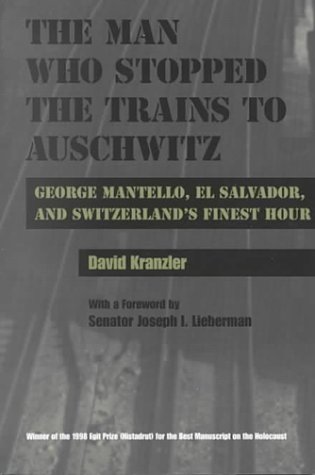 THE MAN
WHO STOPPED
THE TRAINS TO
AUSCHWITZ
GEORGE MANTELLO, EL SALVADOR,
AND SWITZERLAND'S FINEST HOUR
David Kranzler
With a Foreword by
Senator Joseph I. Lieberman
Winner of the 1998 Egit Prize (Histadrut) for the Best Manuscript on the Holocaust